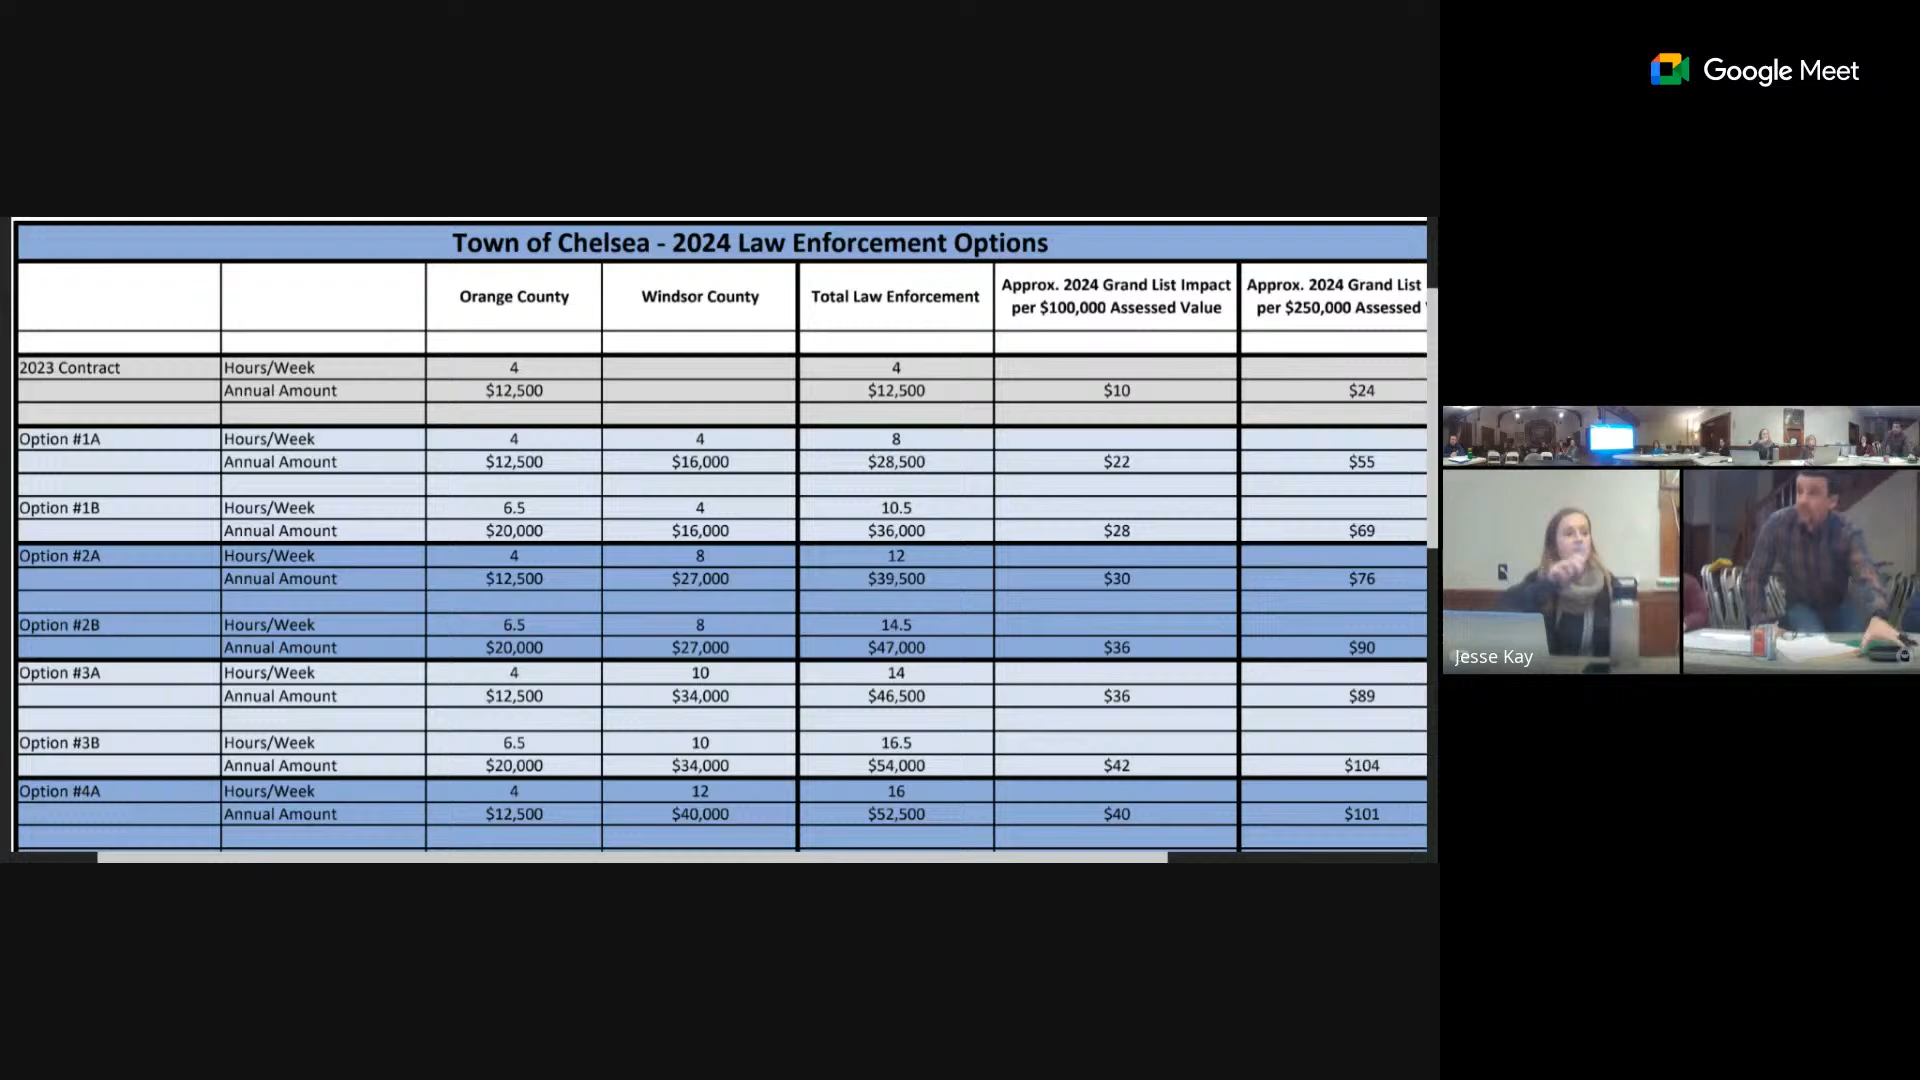 Google Meet
Town of Chelsea - 2024 Law Enforcement Options
Orange County Windsor County Total Law Enforcement Approx. 2024 Grand List Impact per $100,000 Assessed Value Approx. 2024 Grand List per $250,000 Assessed
2023 Contract Hours/Week 4 4
Annual Amount $12,500 $12,500 $10 $24
Option #1A Hours/Week 4 4 8
Annual Amount $12,500 $16,000 $28,500 $22 $55
Option #1B Hours/Week 6.5 4 10.5
Annual Amount $20,000 $16,000 $36,000 $28 $69
Option #2A Hours/Week 4 8 12
Annual Amount $12,500 $27,000 $39,500 $30 $76
Option #2B Hours/Week 6.5 8 14.5
Annual Amount $20,000 $27,000 $47,000 $36 $90
Option #3A Hours/Week 4 10 14
Annual Amount $12,500 $34,000 $46,500 $36 $89
Option #3B Hours/Week 6.5 10 16.5
Annual Amount $20,000 $34,000 $54,000 $42 $104
Option #4A Hours/Week 4 12 16
Annual Amount $12,500 $40,000 $52,500 $40 $101
Jesse Kay